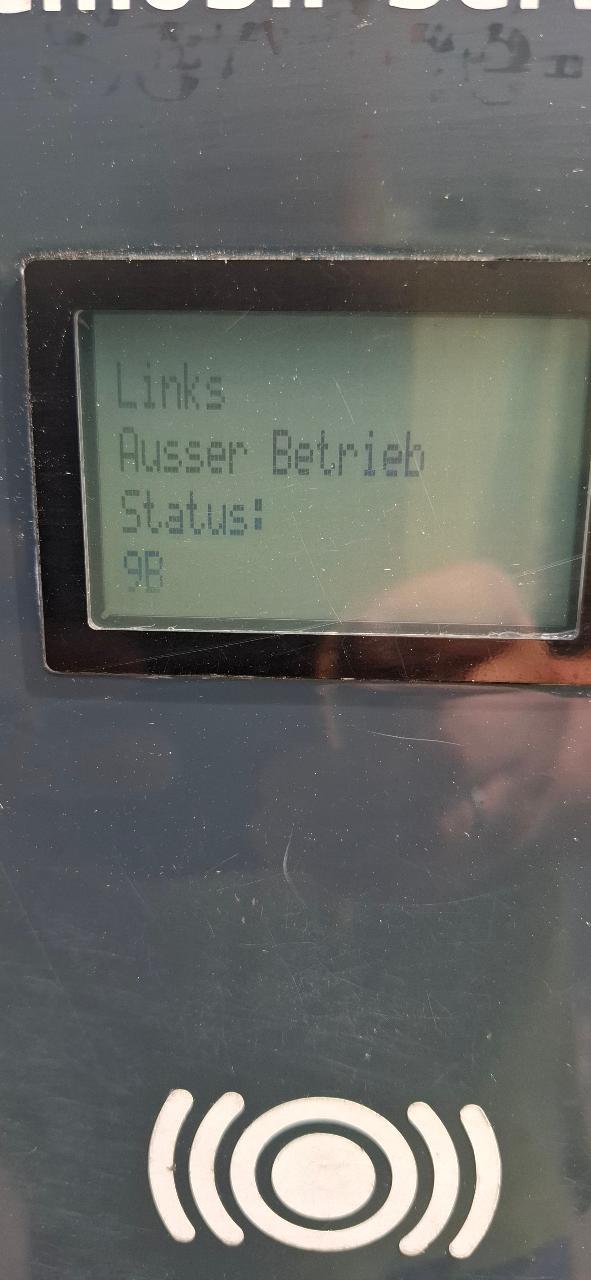 Links
Ausser Betrieb
Status:
9B